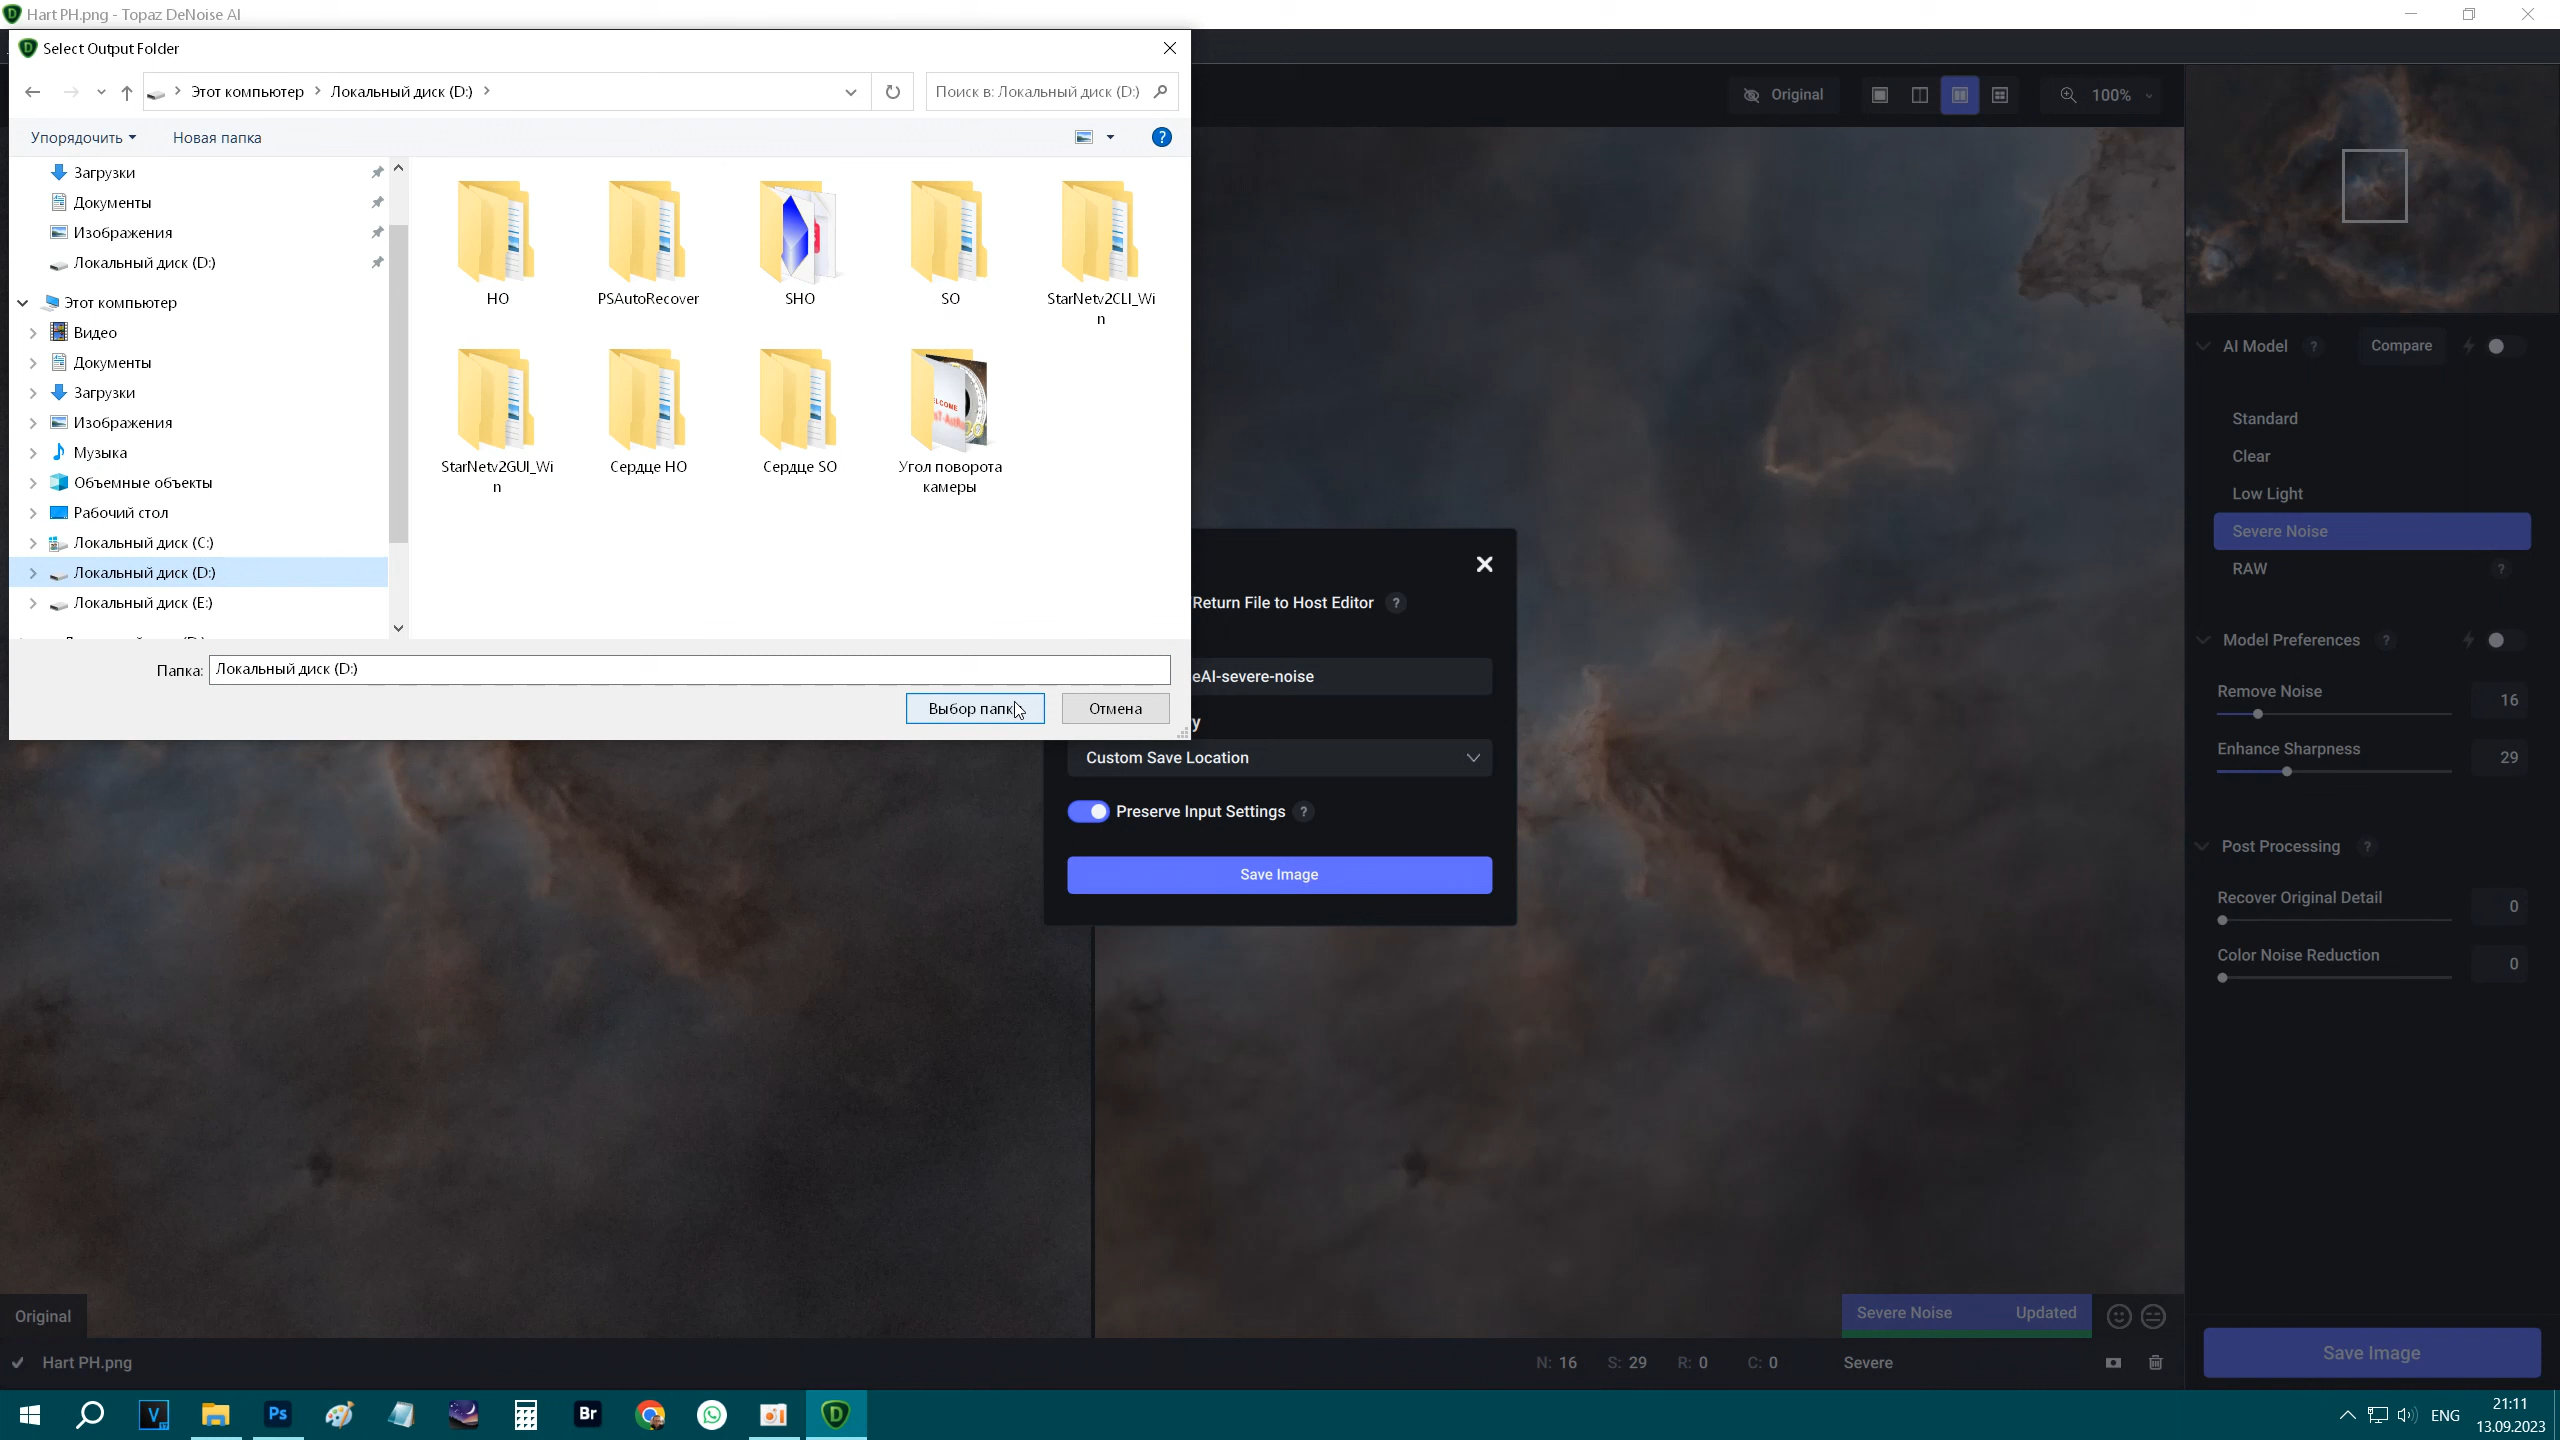 Hart PH.png - Topaz DeNoise AI
Select Output Folder
Этот компьютер
Локальный диск (D:)
Поиск в: Локальный диск (D:)
Упорядочить
Новая папка
Загрузки
Документы
Изображения
Локальный диск (D:)
Этот компьютер
Видео
Документы
Загрузки
Изображения
Музыка
Объемные объекты
Рабочий стол
Локальный диск (C:)
Локальный диск (D:)
Локальный диск (E:)
HO
PSAutoRecover
SHO
SO
StarNetv2CLI_Wi
n
StarNetv2GUI_Wi
n
Сердце HO
Сердце SO
Угол поворота
камеры
Папка:
Локальный диск (D:)
Выбор папк
Отмена
Original
100%
Return File to Host Editor ?
eAI-severe-noise
y
Custom Save Location
Preserve Input Settings ?
Save Image
AI Model ?
Compare
Standard
Clear
Low Light
Severe Noise
RAW ?
Model Preferences ?
Remove Noise
16
Enhance Sharpness
29
Post Processing ?
Recover Original Detail
0
Color Noise Reduction
0
Original
Severe Noise
Updated
Hart PH.png
N: 16
S: 29
R: 0
C: 0
Severe
Save Image
V
Ps
Br
D
ENG
21:11
13.09.2023